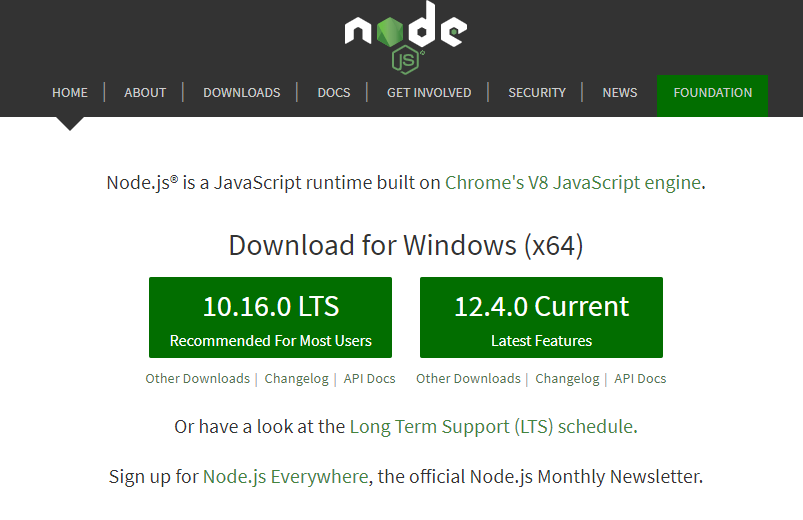 node
JS
HOME | ABOUT | DOWNLOADS | DOCS | GET INVOLVED | SECURITY | NEWS FOUNDATION
Node.js® is a JavaScript runtime built on Chrome's V8 JavaScript engine.
Download for Windows (x64)
10.16.0 LTS
Recommended For Most Users
12.4.0 Current
Latest Features
Other Downloads | Changelog | API Docs
Other Downloads | Changelog | API Docs
Or have a look at the Long Term Support (LTS) schedule.
Sign up for Node.js Everywhere, the official Node.js Monthly Newsletter.